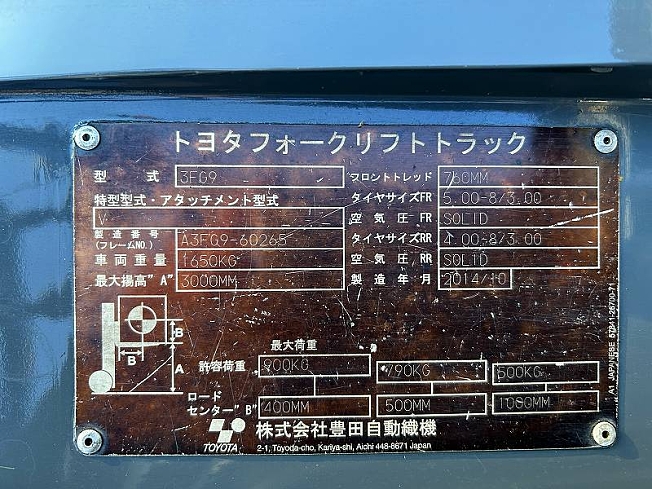 トヨタフォークリフトトラック
型式 3FG9 フロントトレッド 760MM
特型型式・アタッチメント型式 タイヤサイズFR 5.00-8/3.00
V 空気圧FR SOLID
製造番号 (フレームNO.) A3FG9-60265 タイヤサイズRR 4.00-8/3.00
車両重量 1650KG 空気圧RR SOLID
最大揚高"A" 3000MM 製造年月 2014/10
B
B A
最大荷重
許容荷重 900KG 790KG 500KG
ロード
センター"B" 400MM 500MM 1000MM
TOYOTA 株式会社豊田自動織機
2-1, Toyoda-cho, Kariya-shi, Aichi 448-8671 Japan
A1 JAPANESE 57841-26700-71